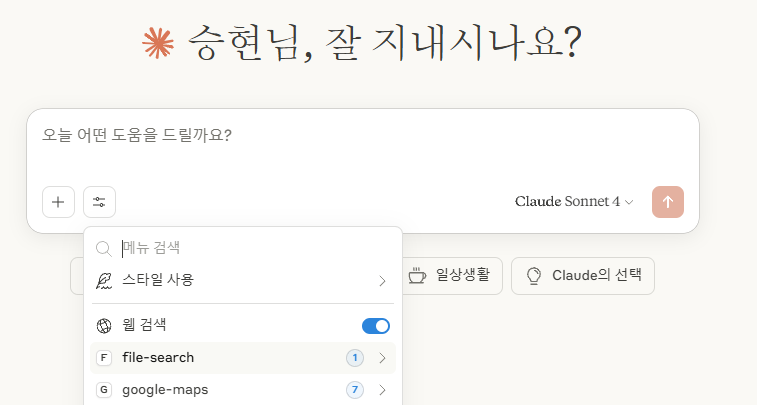 승현님, 잘 지내시나요?
오늘 어떤 도움을 드릴까요?
Claude Sonnet 4
메뉴 검색
스타일 사용
일상생활
Claude의 선택
웹 검색
F file-search 1
G google-maps 7